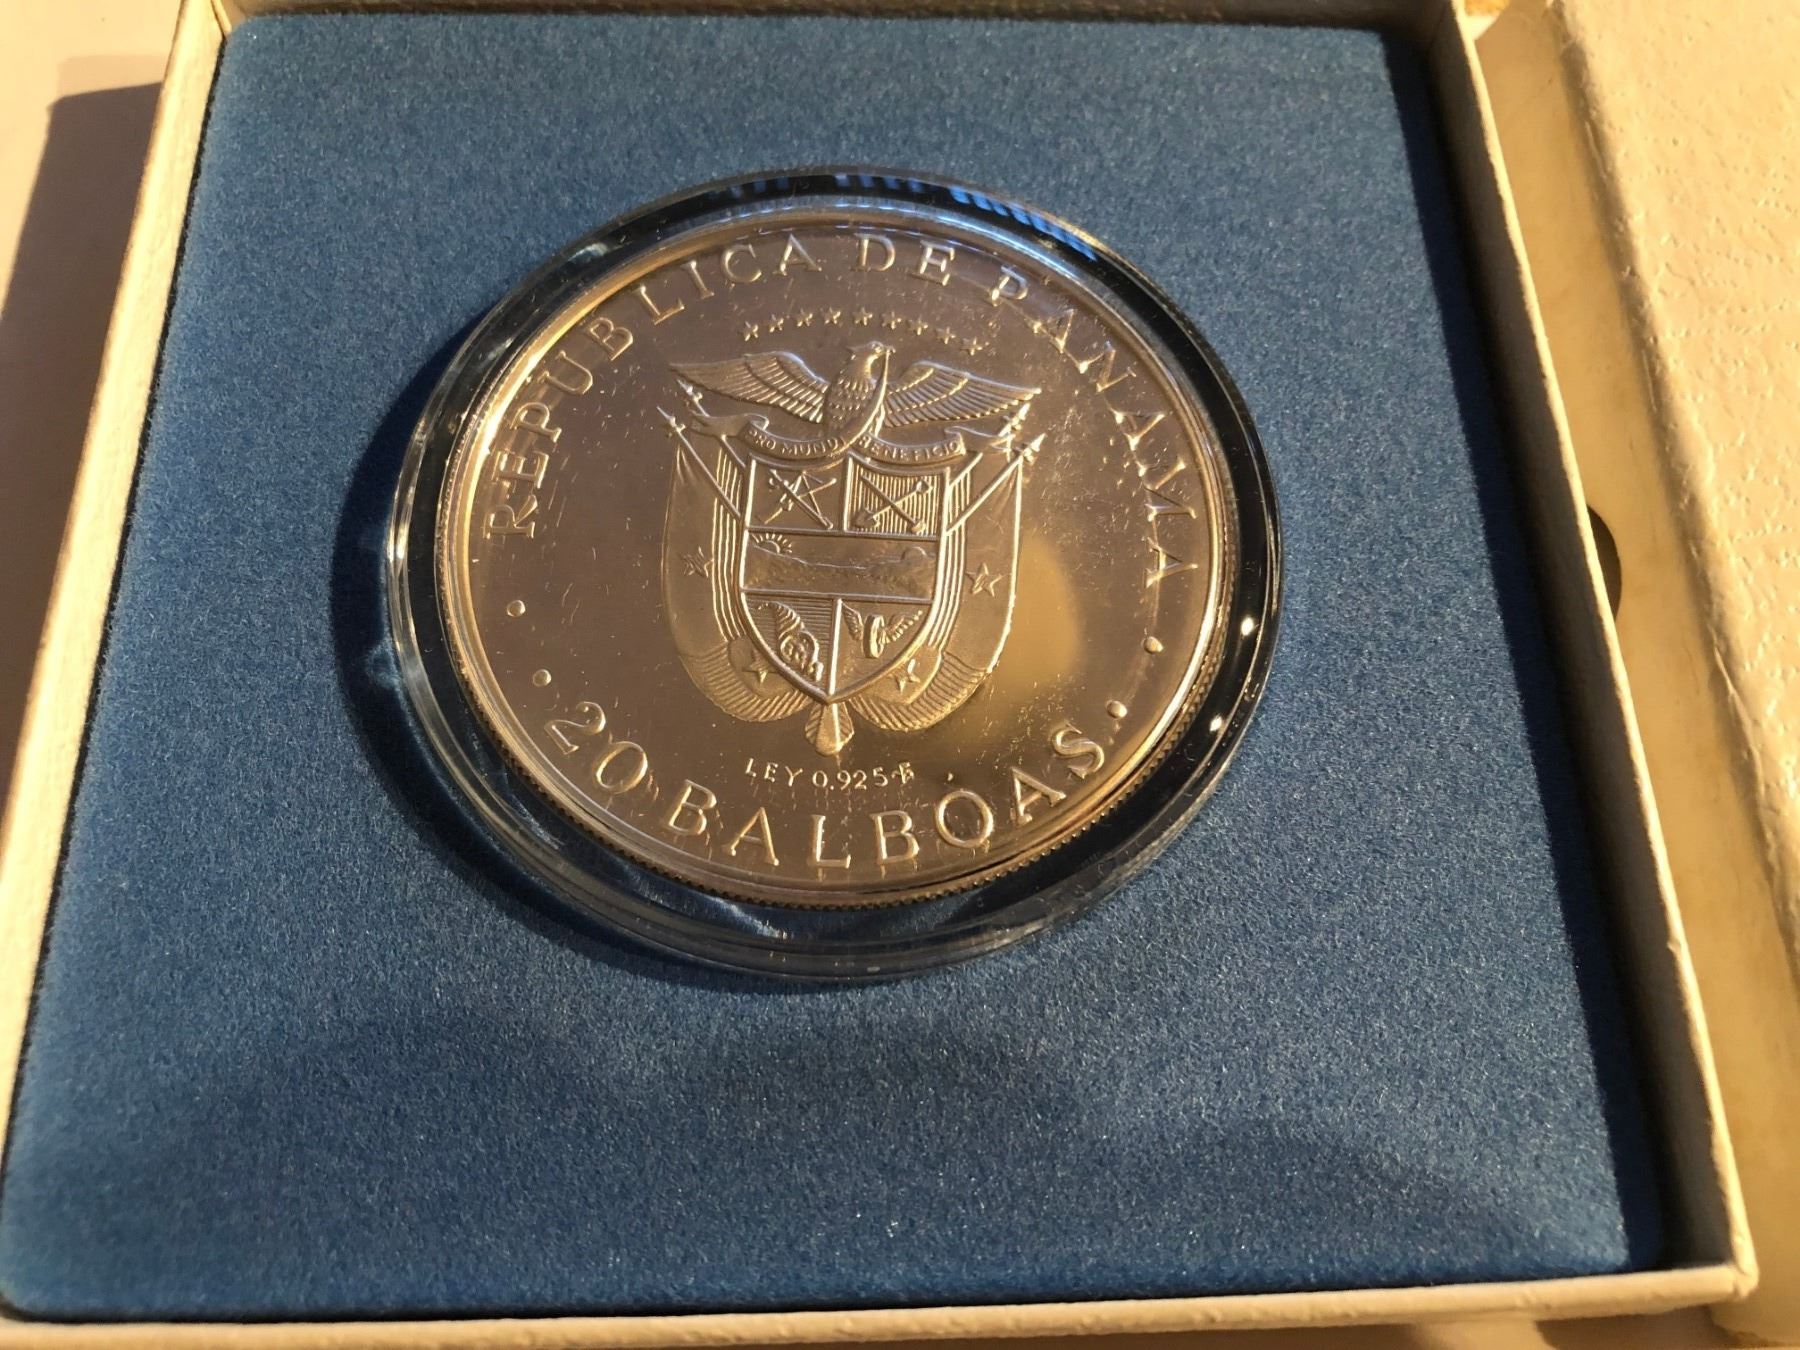 REPUBLICA DE PANAMA
PRO MUNDI BENEFICIO
LEY 0.925
20 BALBOAS